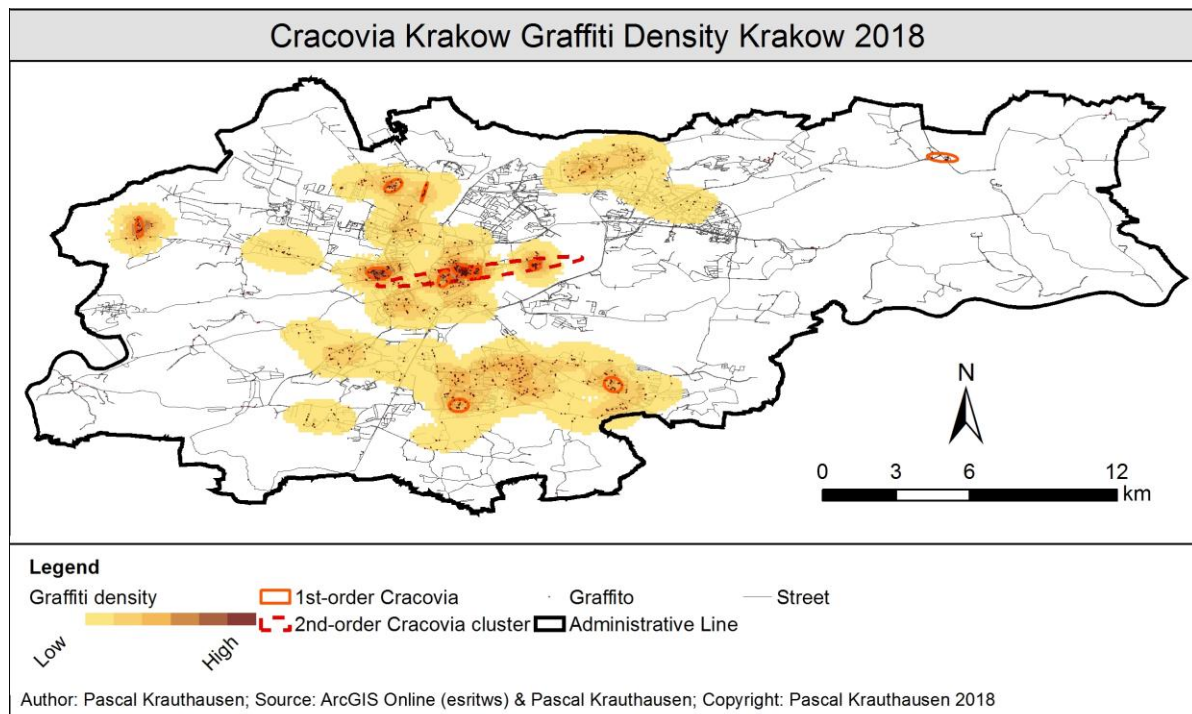 Cracovia Krakow Graffiti Density Krakow 2018
N
0 3 6 12
km
Legend
Graffiti density
Low High
1st-order Cracovia
2nd-order Cracovia cluster
Graffito
Administrative Line
Street
Author: Pascal Krauthausen; Source: ArcGIS Online (esritws) & Pascal Krauthausen; Copyright: Pascal Krauthausen 2018